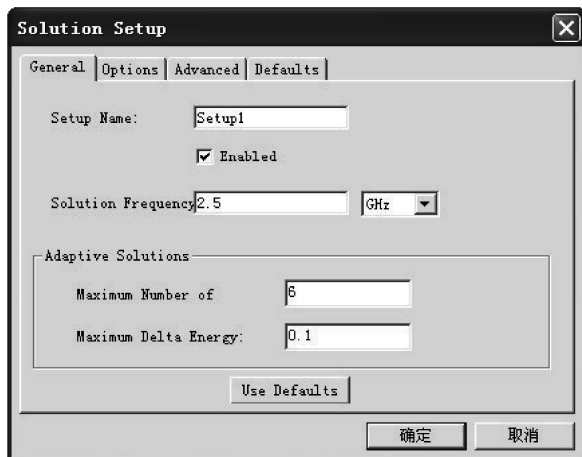 Solution Setup
General Options Advanced Defaults
Setup Name: Setup1
Enabled
Solution Frequency 2.5 GHz
Adaptive Solutions
Maximum Number of 6
Maximum Delta Energy: 0.1
Use Defaults
确定 取消